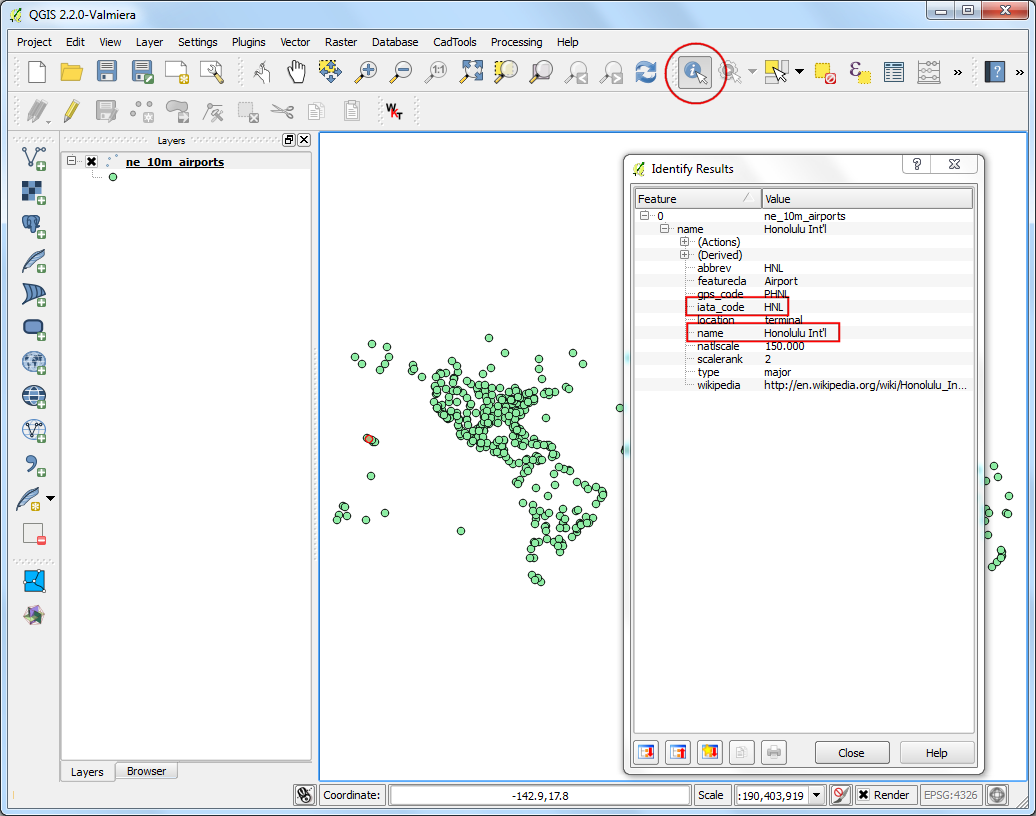 QGIS 2.2.0-Valmiera
Project Edit View Layer Settings Plugins Vector Raster Database CadTools Processing Help
1:1
WKT
Layers
ne_10m_airports
Identify Results
Feature Value
0 ne_10m_airports
name Honolulu Int'l
(Actions)
(Derived)
abbrev HNL
featurecla Airport
gps_code PHNL
iata_code HNL
location terminal
name Honolulu Int'l
natlscale 150.000
scalerank 2
type major
wikipedia http://en.wikipedia.org/wiki/Honolulu_In...
Close Help
Layers Browser
Coordinate: -142.9,17.8 Scale :190,403,919 Render EPSG:4326